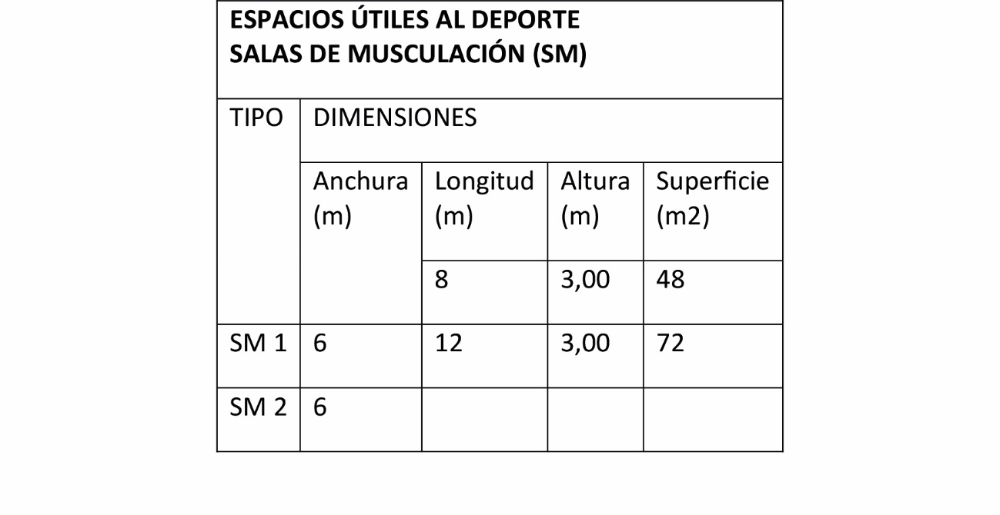 ESPACIOS ÚTILES AL DEPORTE
SALAS DE MUSCULACIÓN (SM)
TIPO DIMENSIONES
Anchura Longitud Altura Superficie
(m) (m) (m) (m2)
8 3,00 48
SM 1 6 12 3,00 72
SM 2 6